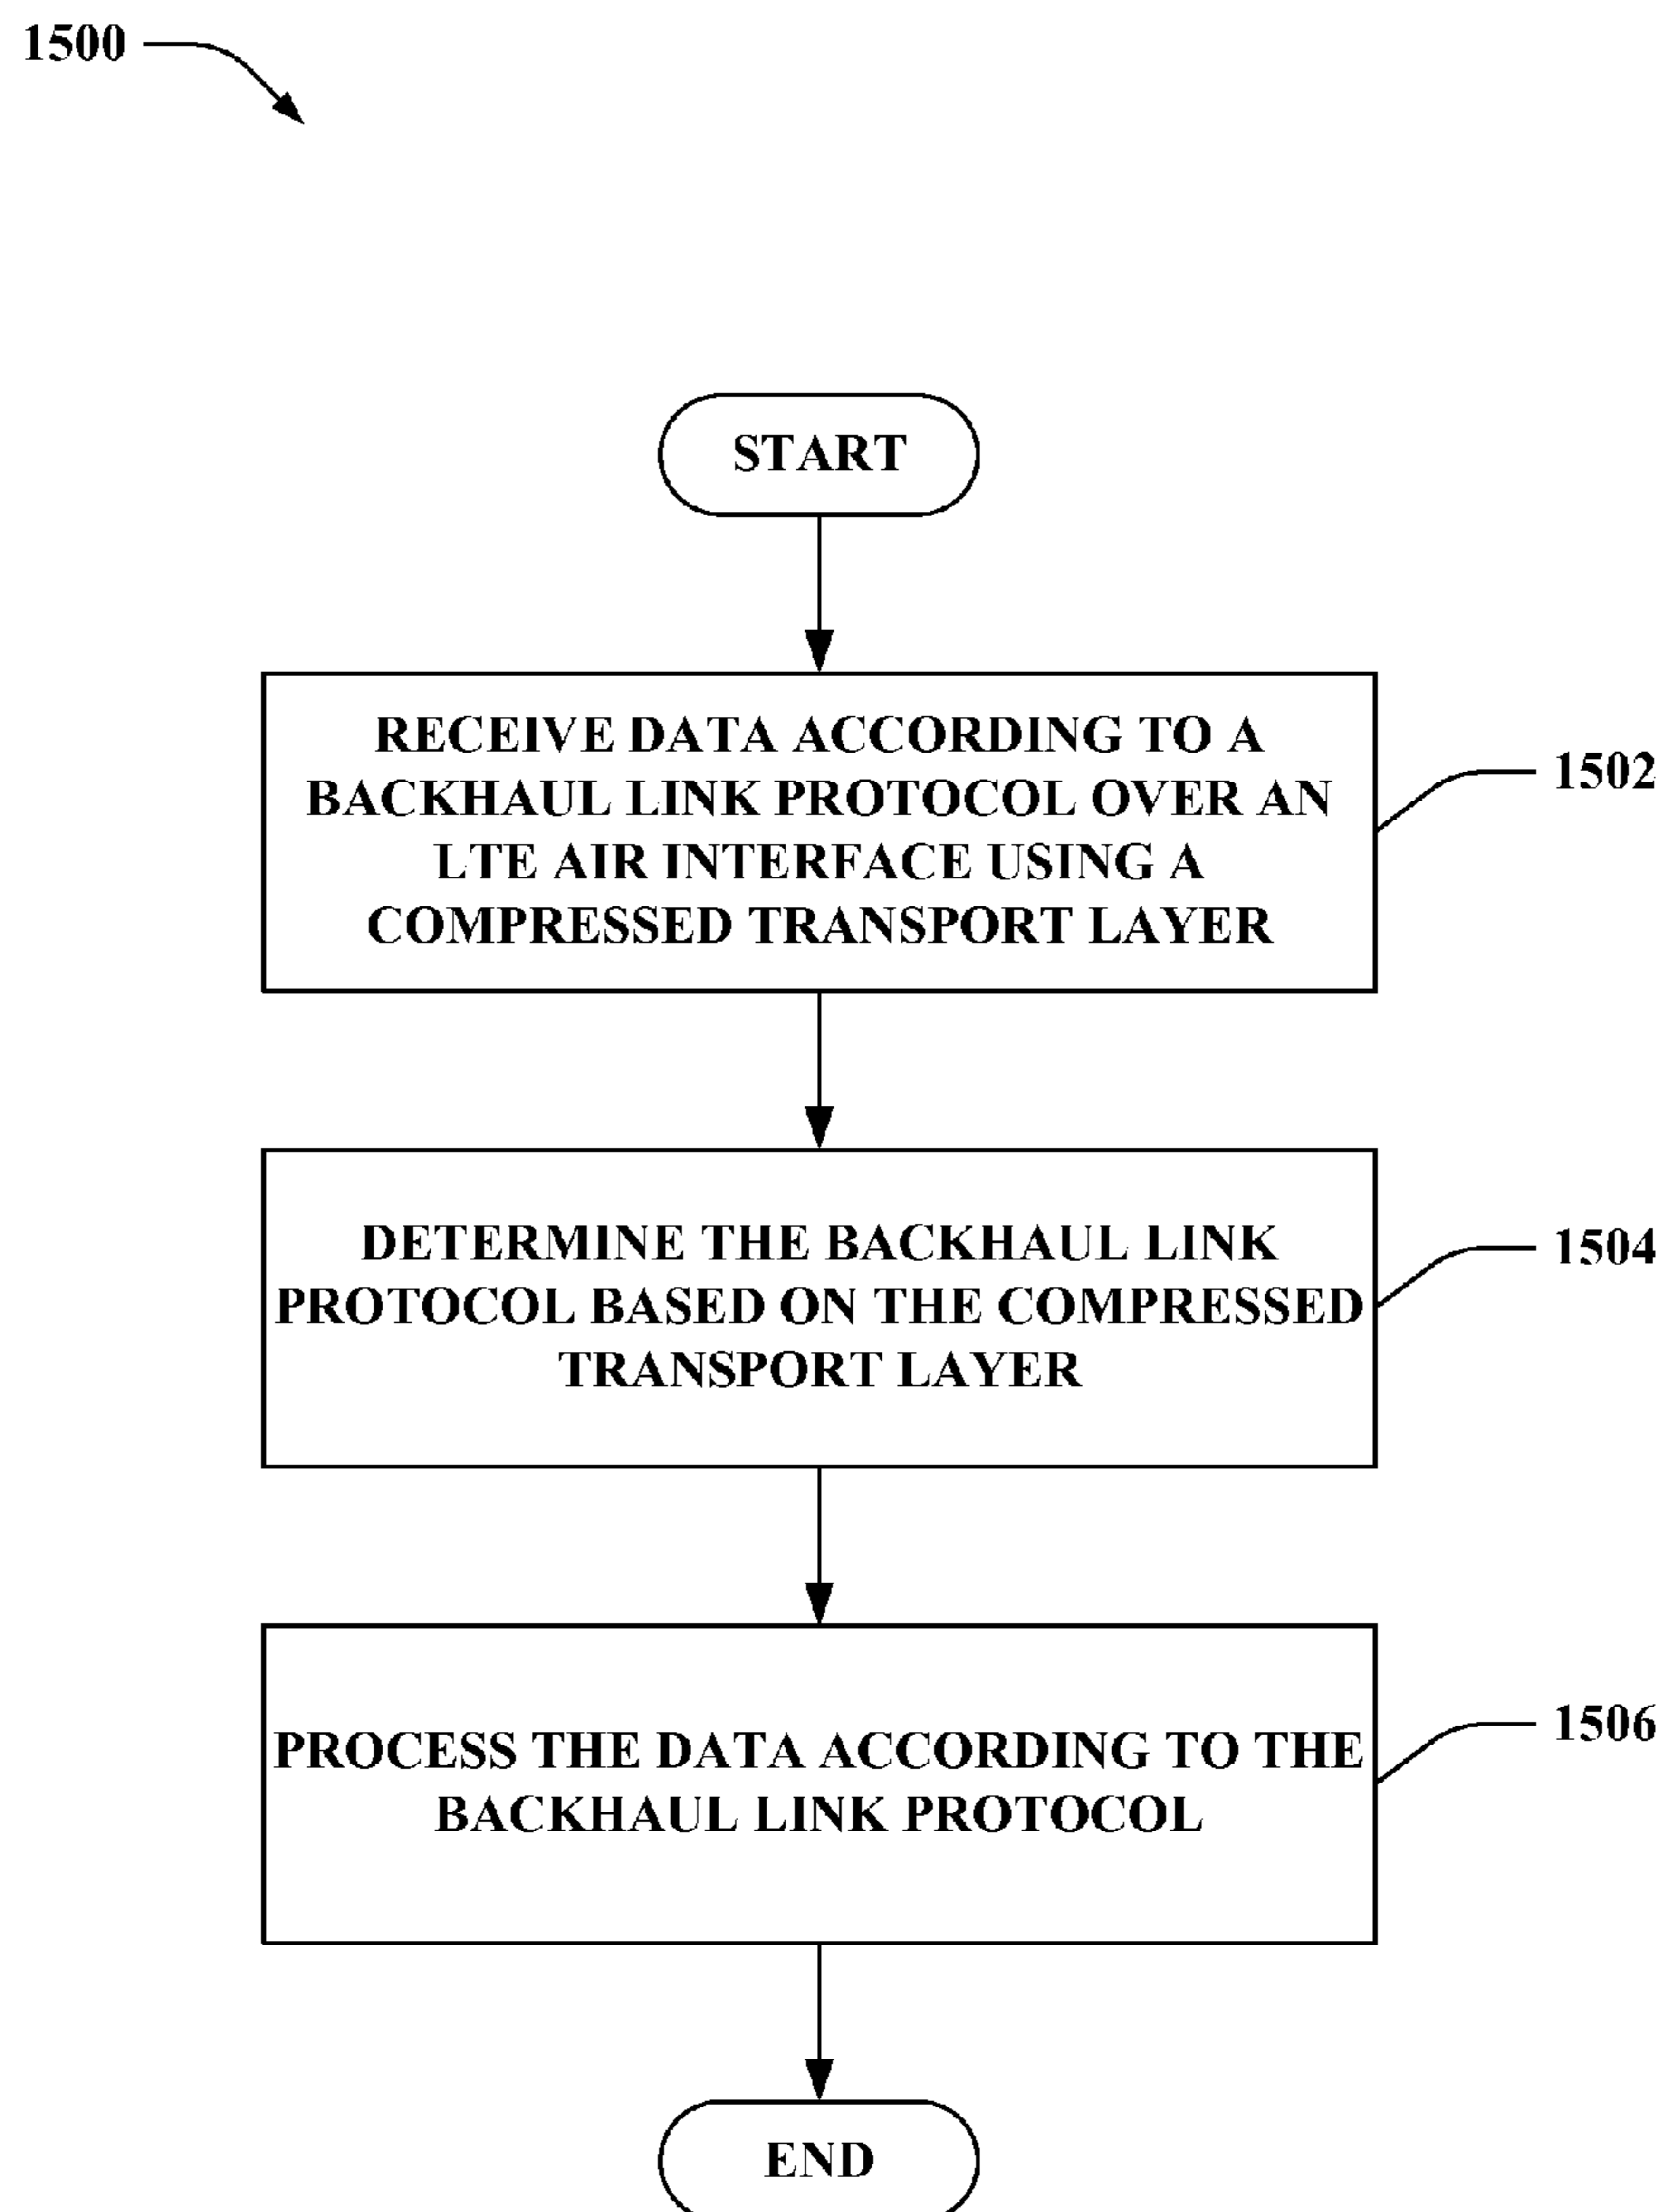 1500
START
RECEIVE DATA ACCORDING TO A
BACKHAUL LINK PROTOCOL OVER AN
LTE AIR INTERFACE USING A
COMPRESSED TRANSPORT LAYER
1502
DETERMINE THE BACKHAUL LINK
PROTOCOL BASED ON THE COMPRESSED
TRANSPORT LAYER
1504
PROCESS THE DATA ACCORDING TO THE
BACKHAUL LINK PROTOCOL
1506
END